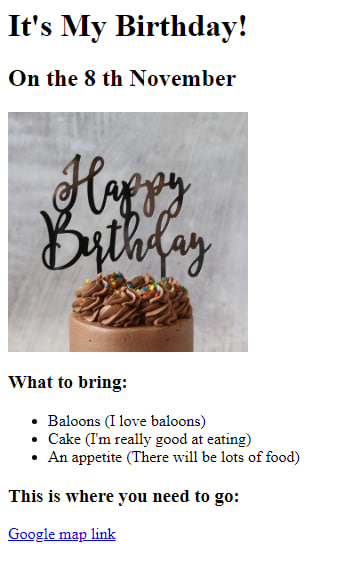 It's My Birthday!
On the 8 th November
Happy
Birthday
What to bring:
Baloons (I love baloons)
Cake (I'm really good at eating)
An appetite (There will be lots of food)
This is where you need to go:
Google map link